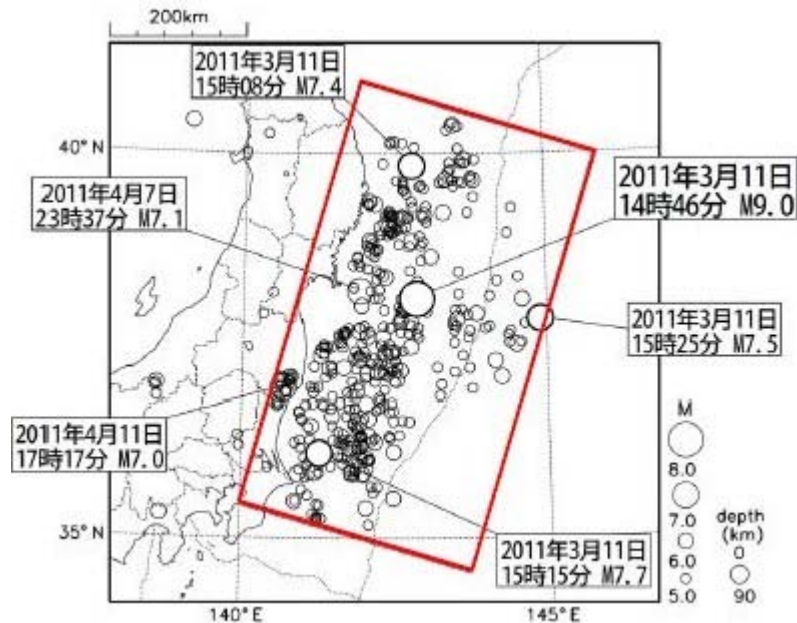 200km
2011年3月11日
15時08分 M7.4
40°N
2011年4月7日
23時37分 M7.1
2011年3月11日
14時46分 M9.0
2011年3月11日
15時25分 M7.5
2011年4月11日
17時17分 M7.0
M
8.0
7.0
6.0
5.0
depth
(km)
0
90
35°N
2011年3月11日
15時15分 M7.7
140°E
145°E